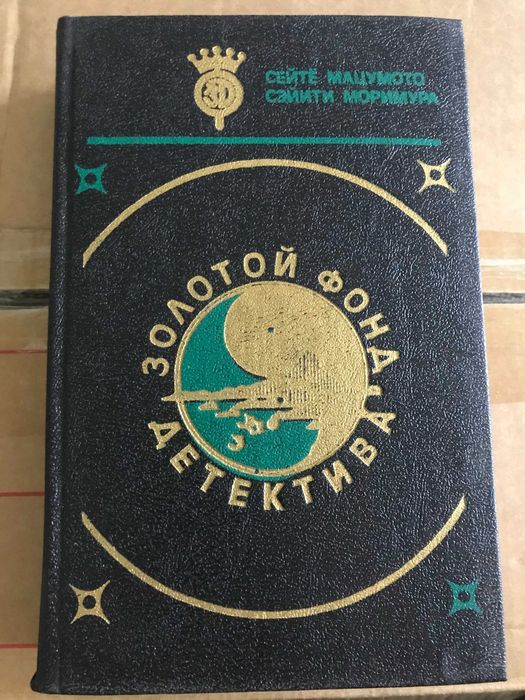 СЕЙТЁ МАЦУМОТО
СЭЙИТИ МОРИМУРА
ЗОЛОТОЙ ФОНД
ДЕТЕКТИВА